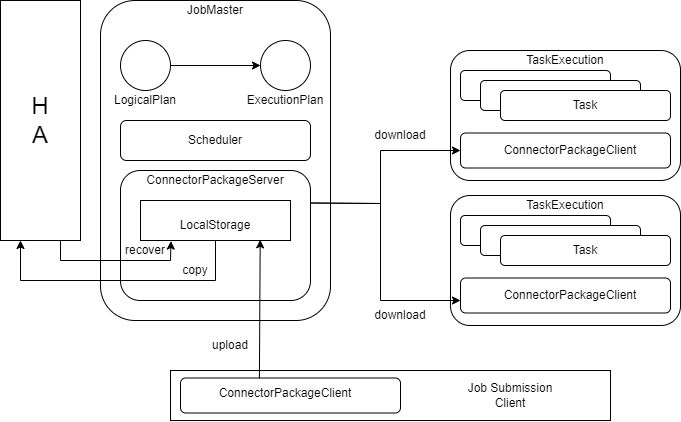 JobMaster
H
A
LogicalPlan
ExecutionPlan
Scheduler
ConnectorPackageServer
LocalStorage
recover
copy
upload
download
TaskExecution
Task
ConnectorPackageClient
TaskExecution
Task
ConnectorPackageClient
download
ConnectorPackageClient
Job Submission
Client